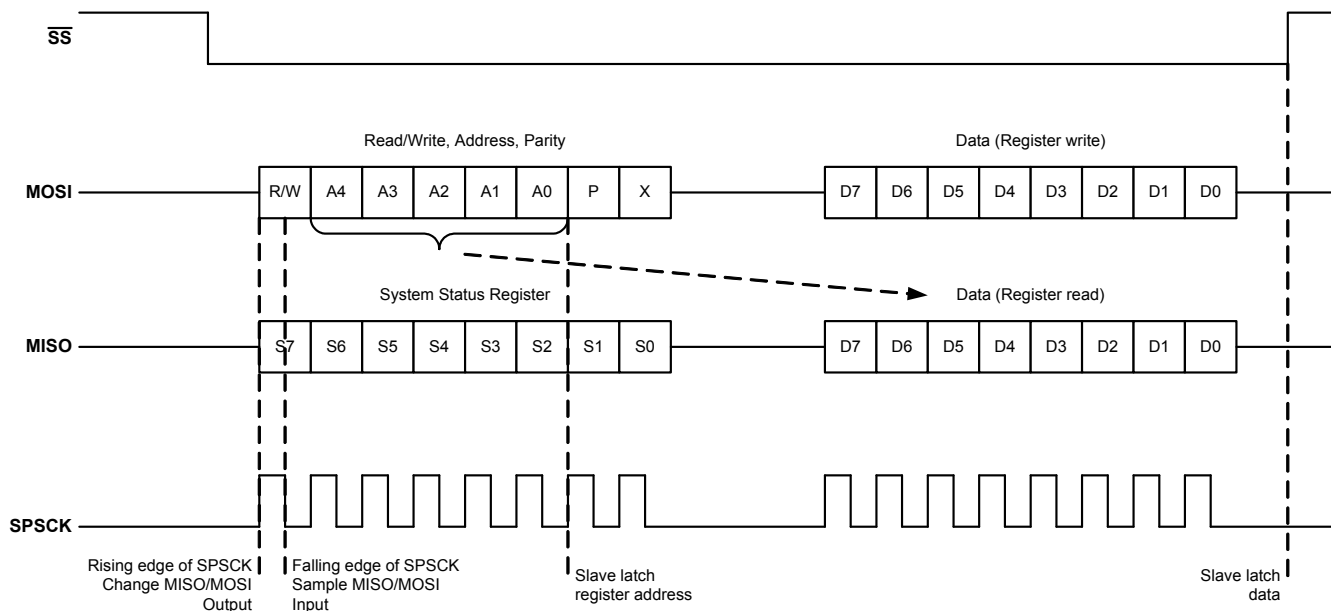 SS
Read/Write, Address, Parity
Data (Register write)
MOSI
R/W A4 A3 A2 A1 A0 P X
D7 D6 D5 D4 D3 D2 D1 D0
System Status Register
Data (Register read)
MISO
S7 S6 S5 S4 S3 S2 S1 S0
D7 D6 D5 D4 D3 D2 D1 D0
SPSCK
Rising edge of SPSCK
Change MISO/MOSI
Output
Falling edge of SPSCK
Sample MISO/MOSI
Input
Slave latch
register address
Slave latch
data